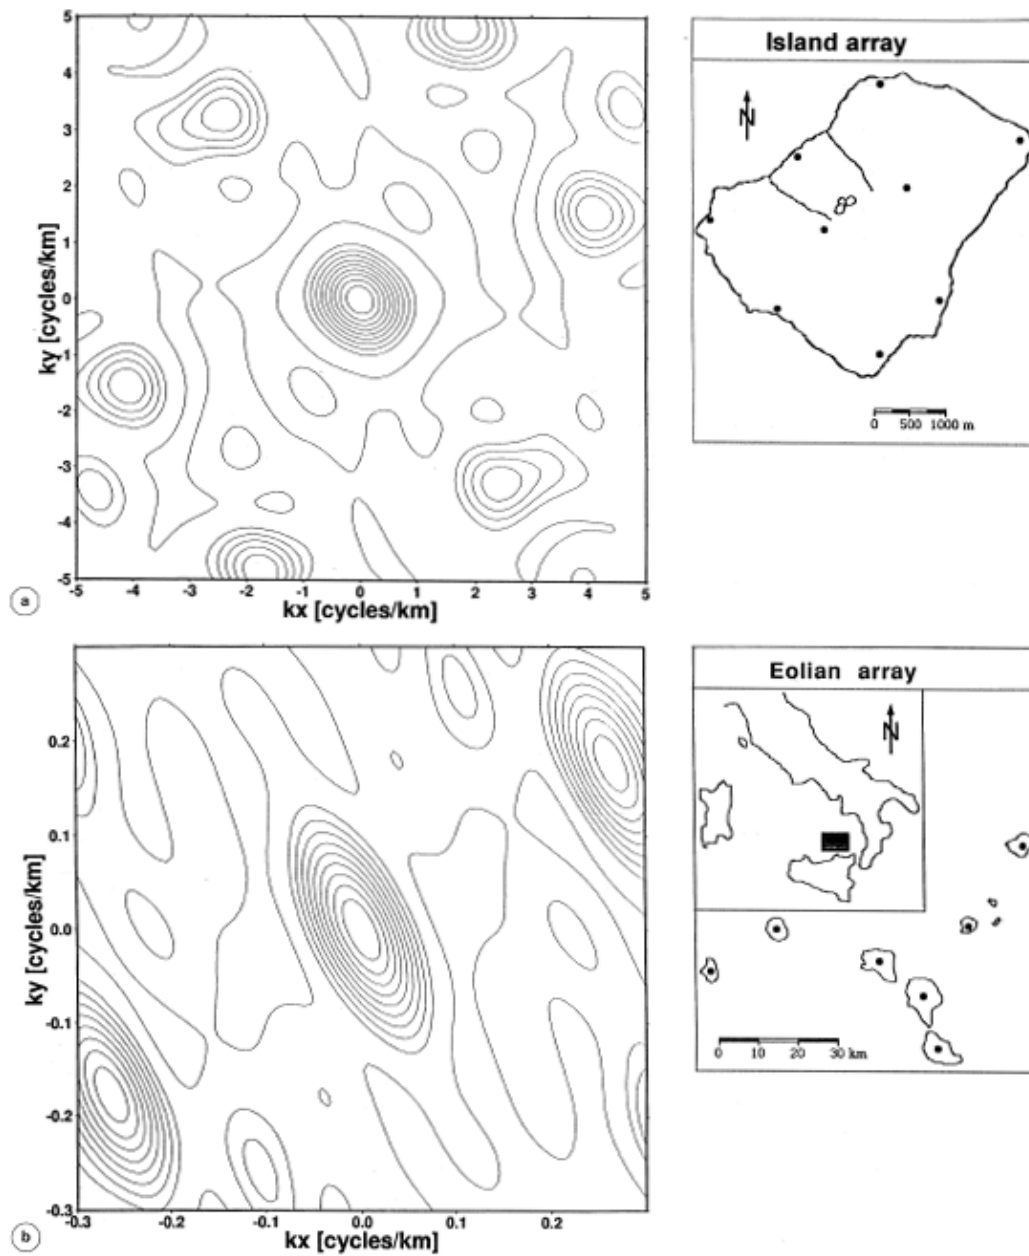 5
4
3
2
1
0
-1
-2
-3
-4
-5
ky [cycles/km]
-5 -4 -3 -2 -1 0 1 2 3 4 5
kx [cycles/km]
a
Island array
N
0 500 1000 m
0.2
0.1
0.0
-0.1
-0.2
-0.3
ky [cycles/km]
-0.3 -0.2 -0.1 0.0 0.1 0.2
kx [cycles/km]
b
Eolian array
N
0 10 20 30 km